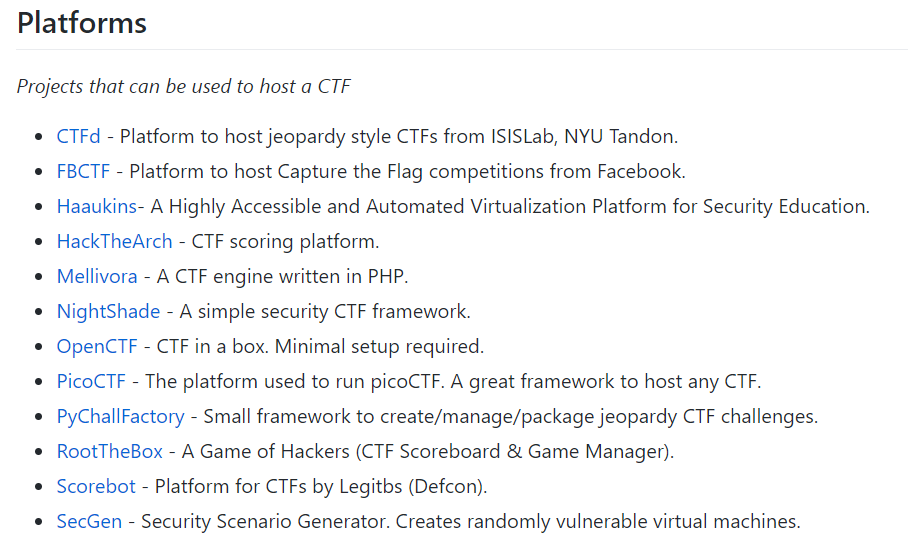 Platforms
Projects that can be used to host a CTF
• CTFd - Platform to host jeopardy style CTFs from ISISLab, NYU Tandon.
• FBCTF - Platform to host Capture the Flag competitions from Facebook.
• Haaukins- A Highly Accessible and Automated Virtualization Platform for Security Education.
• HackTheArch - CTF scoring platform.
• Mellivora - A CTF engine written in PHP.
• NightShade - A simple security CTF framework.
• OpenCTF - CTF in a box. Minimal setup required.
• PicoCTF - The platform used to run picoCTF. A great framework to host any CTF.
• PyChallFactory - Small framework to create/manage/package jeopardy CTF challenges.
• RootTheBox - A Game of Hackers (CTF Scoreboard & Game Manager).
• Scorebot - Platform for CTFs by Legitbs (Defcon).
• SecGen - Security Scenario Generator. Creates randomly vulnerable virtual machines.